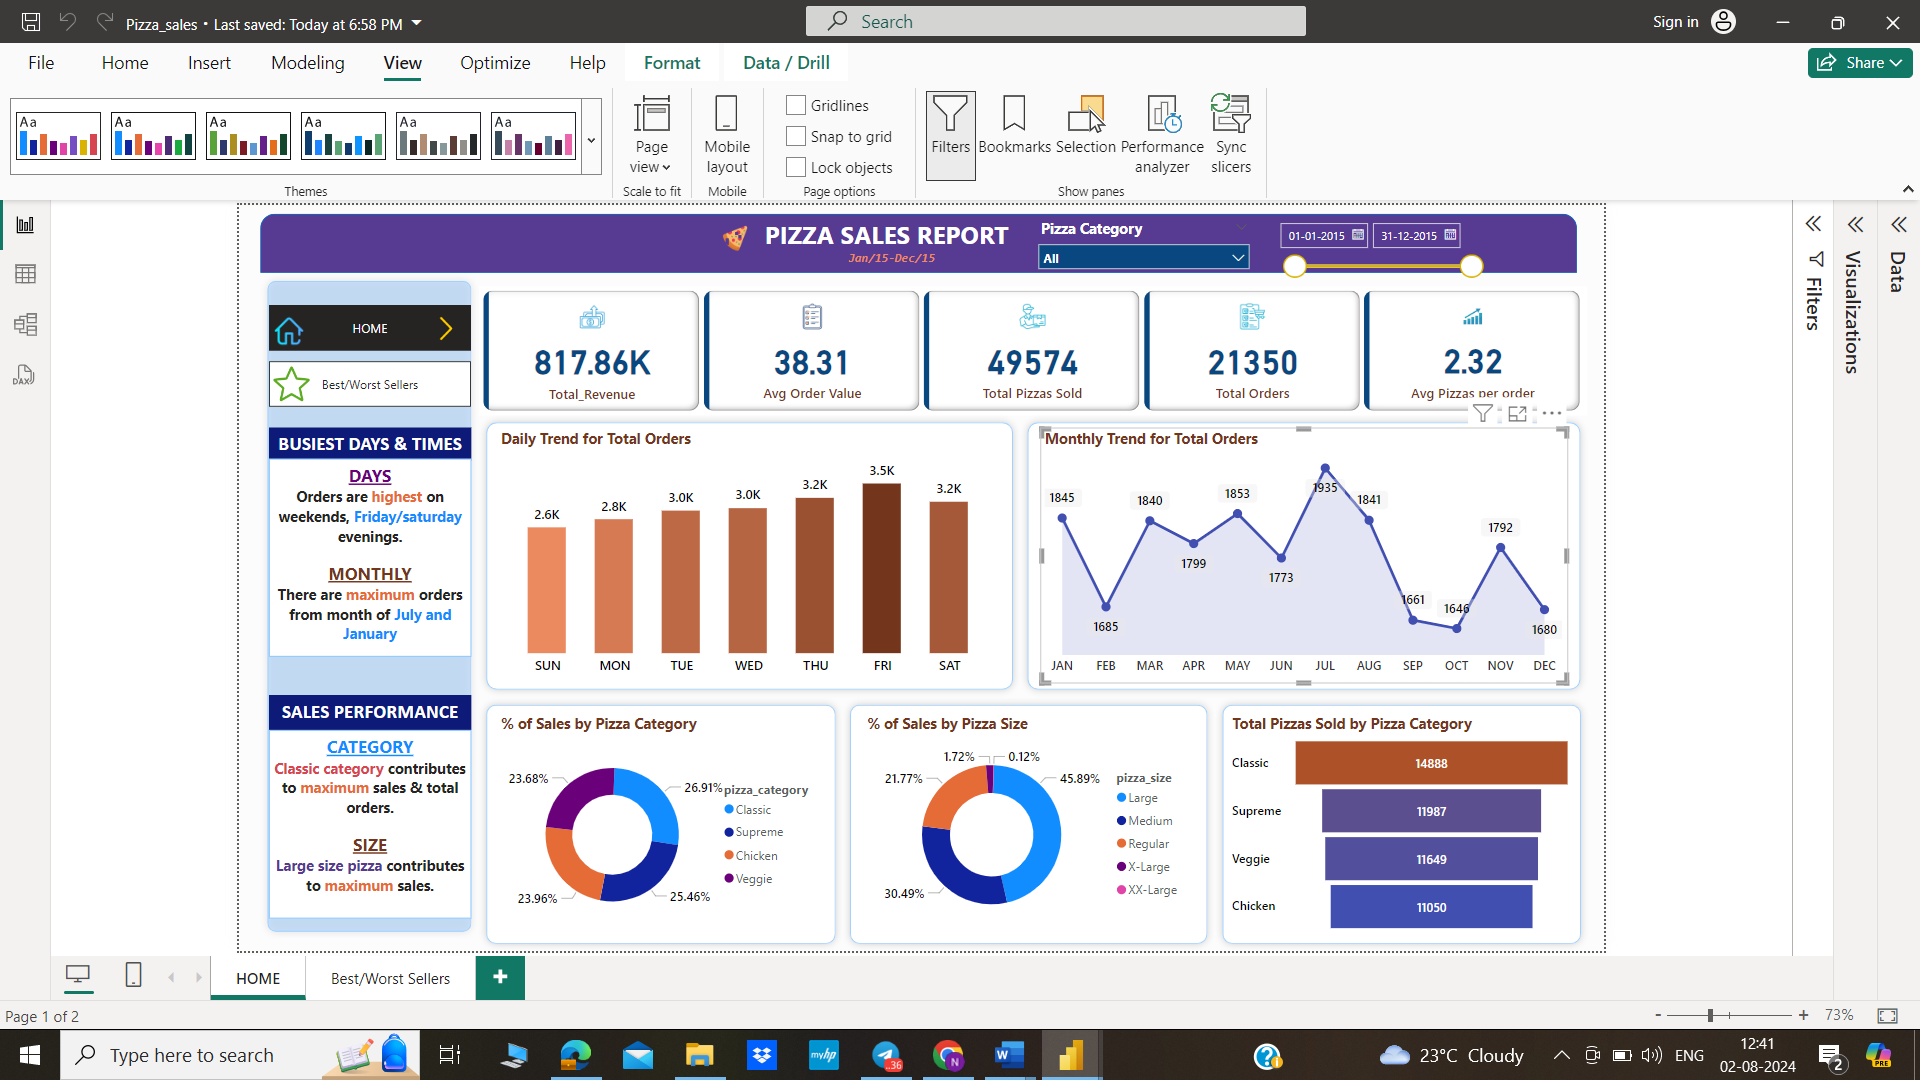 Pizza_sales • Last saved: Today at 6:58 PM
Search
Sign in
File
Home
Insert
Modeling
View
Optimize
Help
Format
Data / Drill
Share
Aa
Aa
Aa
Aa
Aa
Aa
Themes
Page view
Scale to fit
Mobile layout
Mobile
Gridlines
Snap to grid
Lock objects
Page options
Filters
Bookmarks
Selection
Performance analyzer
Sync slicers
Show panes
DAX
PIZZA SALES REPORT
Jan/15-Dec/15
Pizza Category
All
01-01-2015
31-12-2015
HOME
Best/Worst Sellers
BUSIEST DAYS & TIMES
DAYS
Orders are highest on
weekends, Friday/saturday
evenings.
MONTHLY
There are maximum orders
from month of July and
January
SALES PERFORMANCE
CATEGORY
Classic category contributes
to maximum sales & total
orders.
SIZE
Large size pizza contributes
to maximum sales.
817.86K
Total_Revenue
38.31
Avg Order Value
49574
Total Pizzas Sold
21350
Total Orders
2.32
Avg Pizzas per order
Daily Trend for Total Orders
2.6K
2.8K
3.0K
3.0K
3.2K
3.5K
3.2K
SUN
MON
TUE
WED
THU
FRI
SAT
Monthly Trend for Total Orders
1845
1685
1840
1799
1853
1773
1935
1841
1661
1646
1792
1680
JAN
FEB
MAR
APR
MAY
JUN
JUL
AUG
SEP
OCT
NOV
DEC
% of Sales by Pizza Category
23.68%
26.91%
23.96%
25.46%
pizza_category
Classic
Supreme
Chicken
Veggie
% of Sales by Pizza Size
1.72%
0.12%
21.77%
45.89%
30.49%
pizza_size
Large
Medium
Regular
X-Large
XX-Large
Total Pizzas Sold by Pizza Category
Classic
14888
Supreme
11987
Veggie
11649
Chicken
11050
Filters
Visualizations
Data
HOME
Best/Worst Sellers
+
Page 1 of 2
- + 73%
Type here to search
myhp
36
N
W
23°C Cloudy
ENG
12:41
02-08-2024
2
PRE